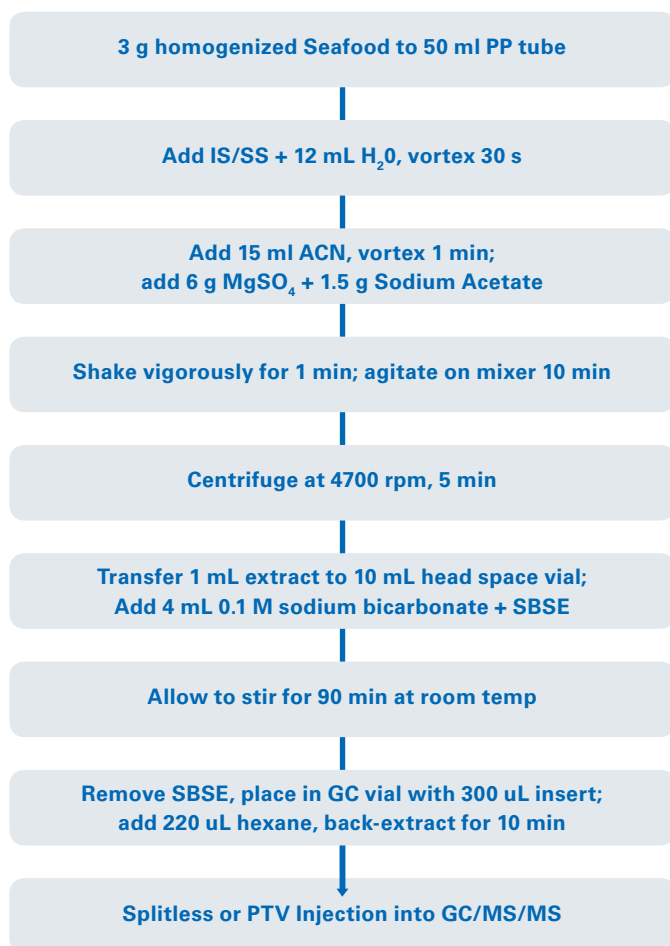 3 g homogenized Seafood to 50 ml PP tube
Add IS/SS + 12 mL H₂0, vortex 30 s
Add 15 ml ACN, vortex 1 min;
add 6 g MgSO₄ + 1.5 g Sodium Acetate
Shake vigorously for 1 min; agitate on mixer 10 min
Centrifuge at 4700 rpm, 5 min
Transfer 1 mL extract to 10 mL head space vial;
Add 4 mL 0.1 M sodium bicarbonate + SBSE
Allow to stir for 90 min at room temp
Remove SBSE, place in GC vial with 300 uL insert;
add 220 uL hexane, back-extract for 10 min
Splitless or PTV Injection into GC/MS/MS